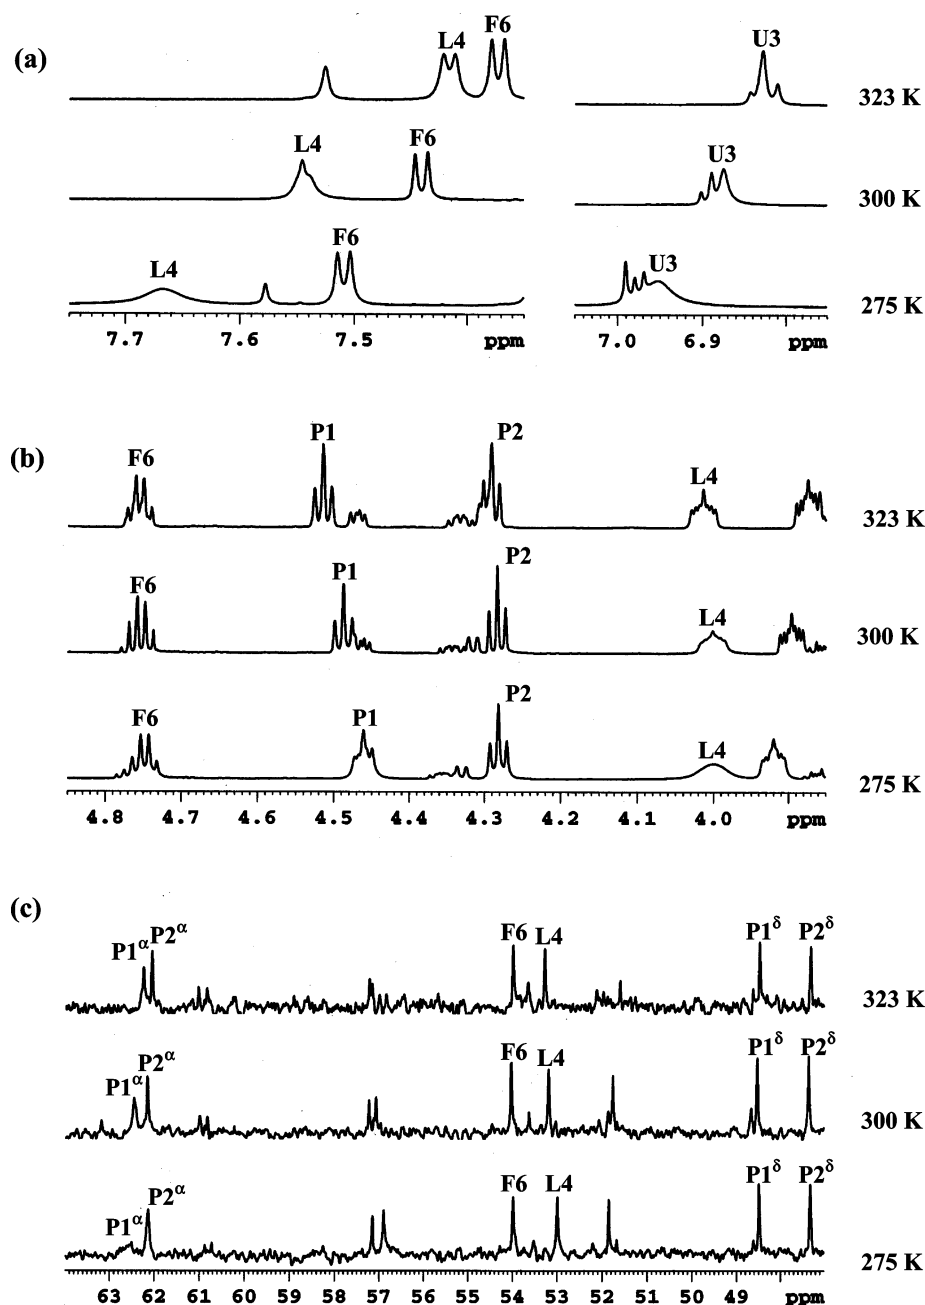 (a)
L4 F6 U3
323 K
L4 F6 U3
300 K
L4 F6 U3
275 K
7.7 7.6 7.5 ppm 7.0 6.9 ppm
(b)
F6 P1 P2 L4
323 K
F6 P1 P2 L4
300 K
F6 P1 P2 L4
275 K
4.8 4.7 4.6 4.5 4.4 4.3 4.2 4.1 4.0 ppm
(c)
P1α P2α F6 L4 P1δ P2δ
323 K
P1α P2α F6 L4 P1δ P2δ
300 K
P1α P2α F6 L4 P1δ P2δ
275 K
63 62 61 60 59 58 57 56 55 54 53 52 51 50 49 ppm